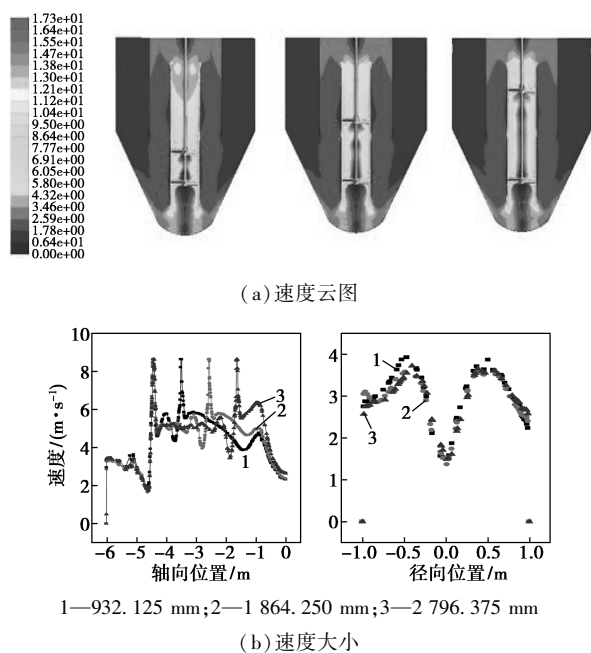 1.73e+01
1.64e+01
1.55e+01
1.47e+01
1.38e+01
1.30e+01
1.21e+01
1.12e+01
1.04e+01
9.50e+00
8.64e+00
7.77e+00
6.91e+00
6.05e+00
5.80e+00
4.32e+00
3.46e+00
2.59e+00
1.78e+01
0.64e+01
0.00e+00
(a)速度云图
速度/(m·s⁻¹)
10
8
6
4
2
0
3
2
1
-6 -5 -4 -3 -2 -1 0
轴向位置/m
4
3
2
1
0
1
2
3
-1.0 -0.5 0.0 0.5 1.0
径向位置/m
1—932. 125 mm;2—1 864. 250 mm;3—2 796. 375 mm
(b)速度大小